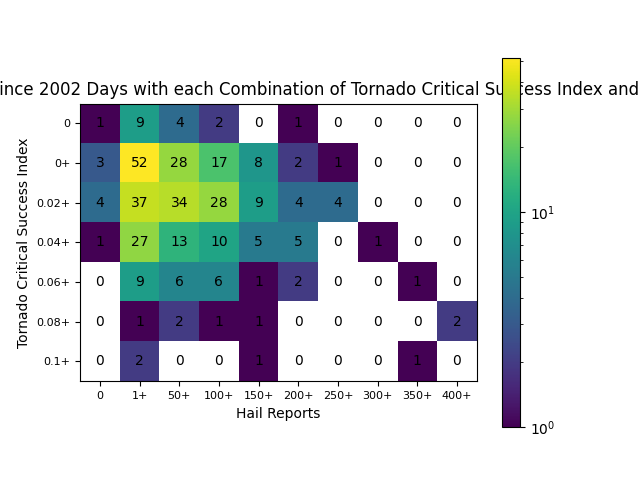 ince 2002 Days with each Combination of Tornado Critical Success Index and
Tornado Critical Success Index
0 1 9 4 2 0 1 0 0 0 0
0+ 3 52 28 17 8 2 1 0 0 0
0.02+ 4 37 34 28 9 4 4 0 0 0
0.04+ 1 27 13 10 5 5 0 1 0 0
0.06+ 0 9 6 6 1 2 0 0 1 0
0.08+ 0 1 2 1 1 0 0 0 0 2
0.1+ 0 2 0 0 1 0 0 0 1 0
0 1+ 50+ 100+ 150+ 200+ 250+ 300+ 350+ 400+
Hail Reports
10¹
10⁰